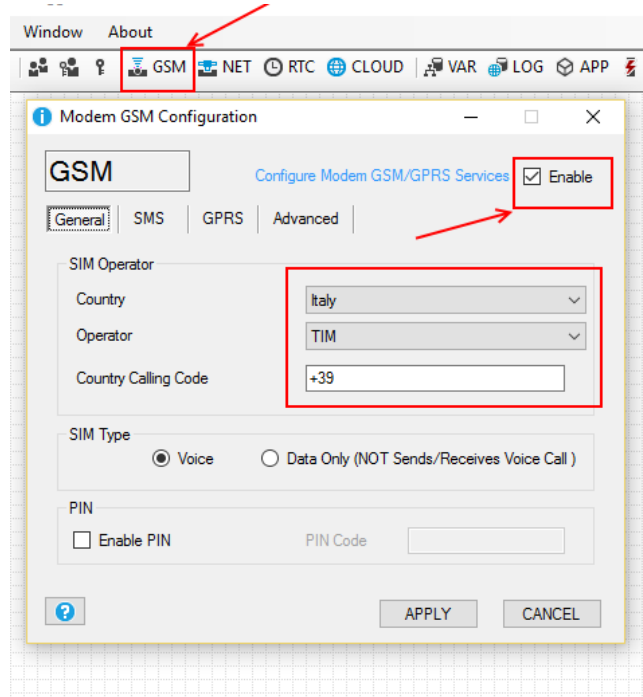 Window About
GSM NET RTC CLOUD VAR LOG APP
Modem GSM Configuration
GSM Configure Modem GSM/GPRS Services Enable
General SMS GPRS Advanced
SIM Operator
Country Italy
Operator TIM
Country Calling Code +39
SIM Type
Voice Data Only (NOT Sends/Receives Voice Call )
PIN
Enable PIN PIN Code
APPLY CANCEL